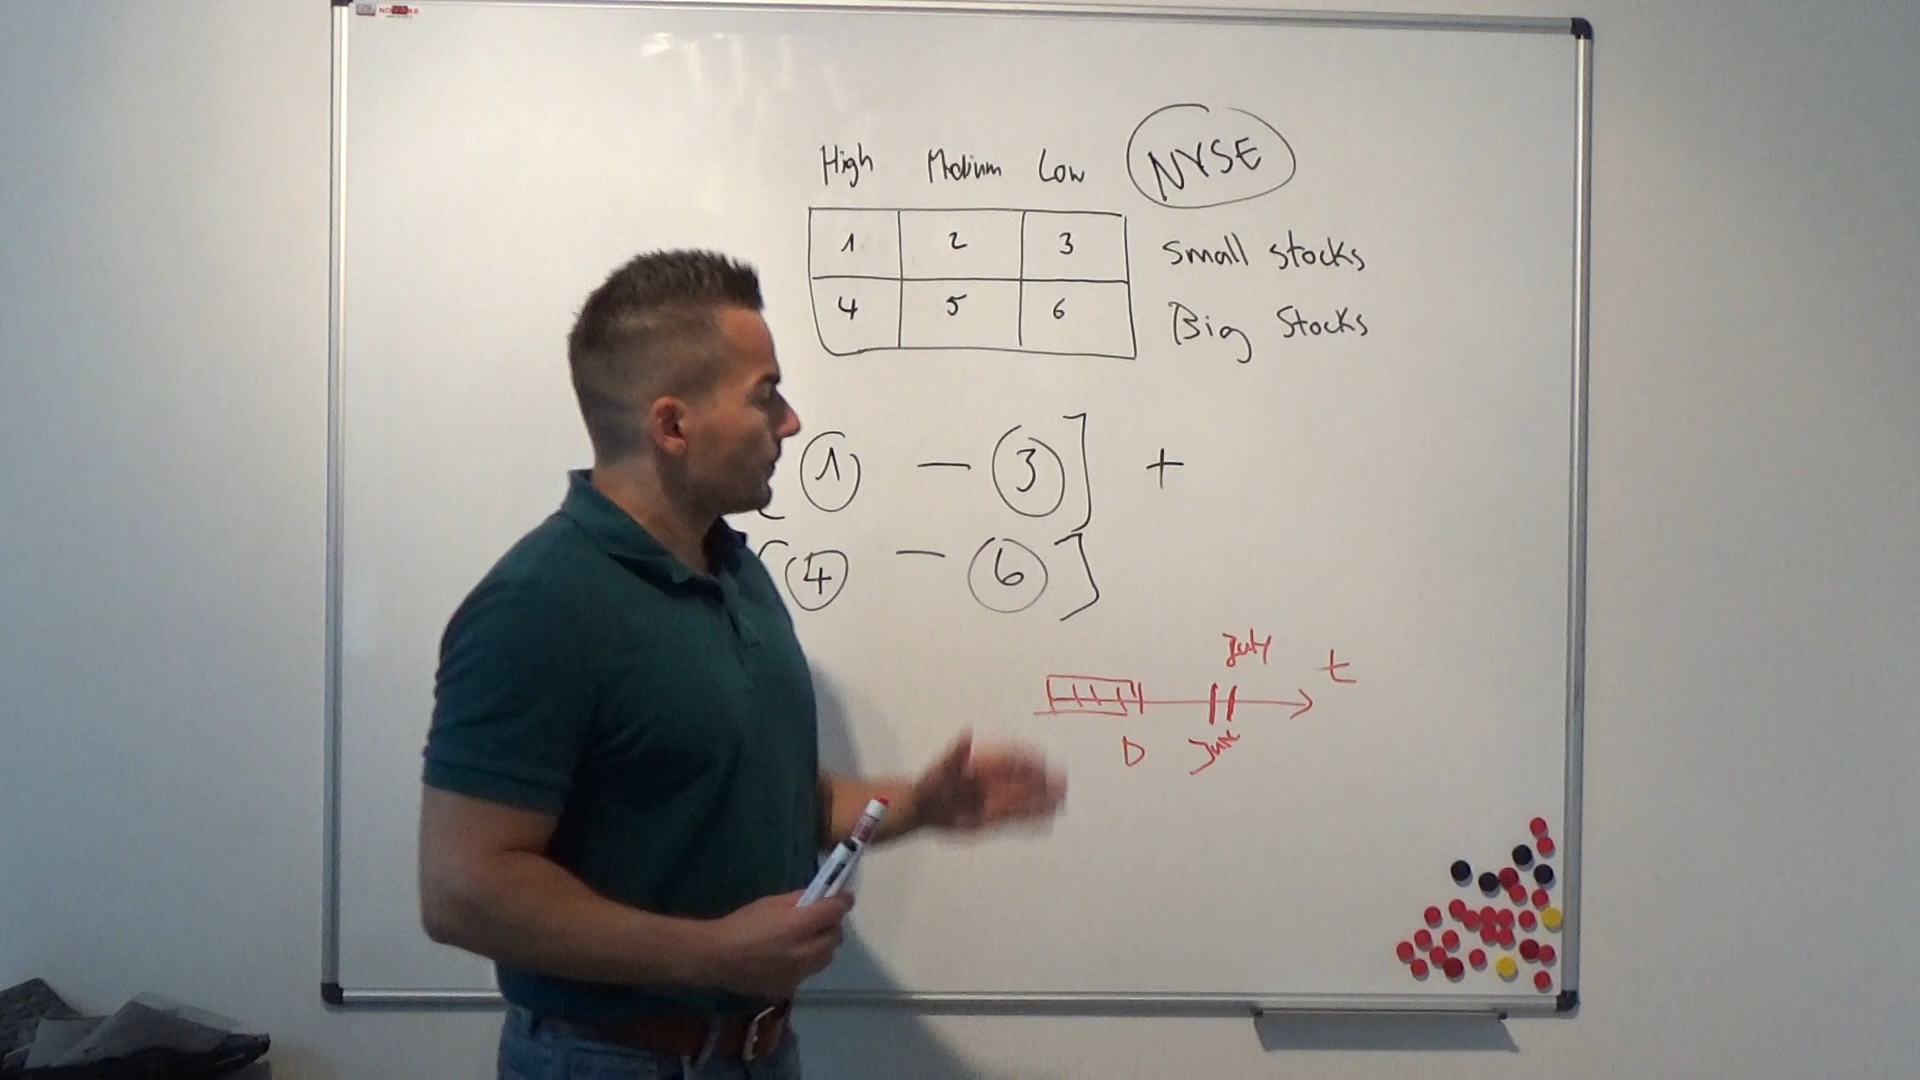 High Medium Low NYSE
1 2 3 Small stocks
4 5 6 Big Stocks
[ 1 - 3 ] +
[ 4 - 6 ]
July
t
D June